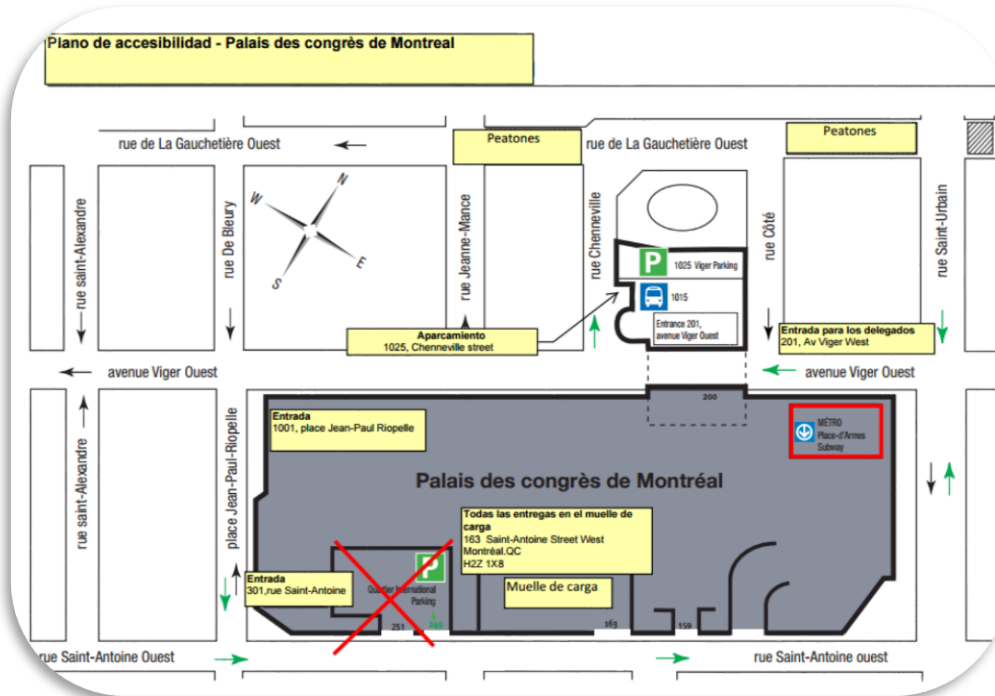 Plano de accesibilidad - Palais des congrès de Montreal
rue de La Gauchetière Ouest
Peatones
rue de La Gauchetière Ouest
Peatones
rue saint-Alexandre
rue De Bleury
N
W
E
S
rue Jeanne-Mance
rue Chenneville
P
1025 Viger Parking
1015
Entrance 201,
avenue Viger Ouest
rue Côté
rue Saint-Urbain
Aparcamiento
1025, Chenneville street
Entrada para los delegados
201, Av Viger West
avenue Viger Ouest
avenue Viger Ouest
200
Entrada
1001, place Jean-Paul Riopelle
MÉTRO
Place-d'Armes
Subway
rue saint-Alexandre
place Jean-Paul-Riopelle
Palais des congrès de Montréal
Todas las entregas en el muelle de
carga
163 Saint-Antoine Street West
Montréal.QC
H2Z 1X8
Muelle de carga
P
Quartier International
Parking
Entrada
301,rue Saint-Antoine
251
249
163
159
rue Saint-Antoine Ouest
rue Saint-Antoine ouest